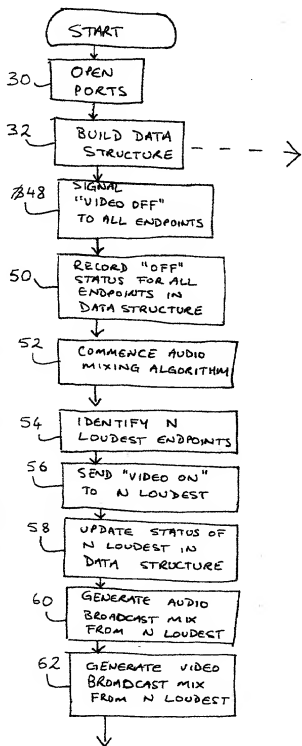 START
30
OPEN
PORTS
32
BUILD DATA
STRUCTURE
48
SIGNAL
"VIDEO OFF"
TO ALL ENDPOINTS
50
RECORD "OFF"
STATUS FOR ALL
ENDPOINTS IN
DATA STRUCTURE
52
COMMENCE AUDIO
MIXING ALGORITHM
54
IDENTIFY N
LOUDEST ENDPOINTS
56
SEND "VIDEO ON"
TO N LOUDEST
58
UPDATE STATUS OF
N LOUDEST IN
DATA STRUCTURE
60
GENERATE AUDIO
BROADCAST MIX
FROM N LOUDEST
62
GENERATE VIDEO
BROADCAST MIX
FROM N LOUDEST